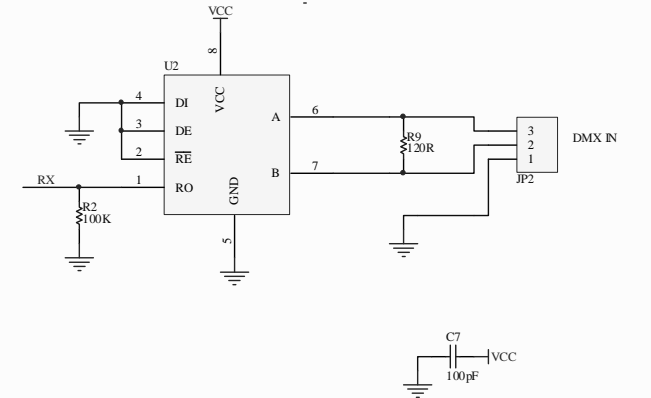 VCC
8
U2
4 DI
VCC
A 6
3 DE
R9
120R
3
2
1
DMX IN
2 RE
B 7
JP2
RX 1 RO
GND
R2
100K
5
C7
VCC
100pF